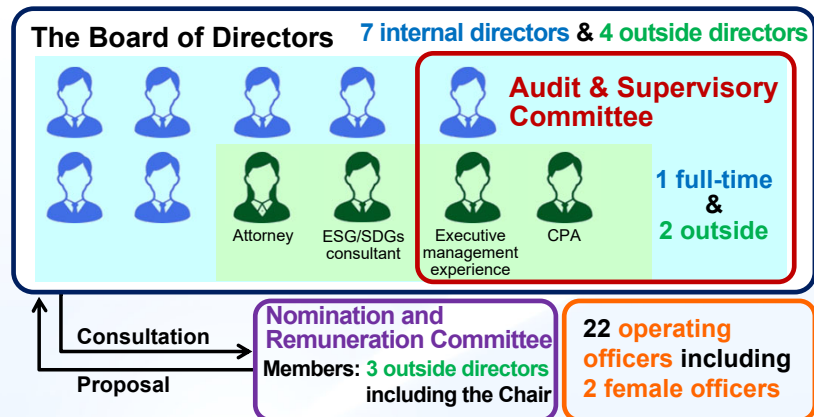 The Board of Directors
7 internal directors & 4 outside directors
Audit & Supervisory
Committee
1 full-time
&
2 outside
Attorney
ESG/SDGs
consultant
Executive
management
experience
CPA
Consultation
Proposal
Nomination and
Remuneration Committee
Members: 3 outside directors
including the Chair
22 operating
officers including
2 female officers